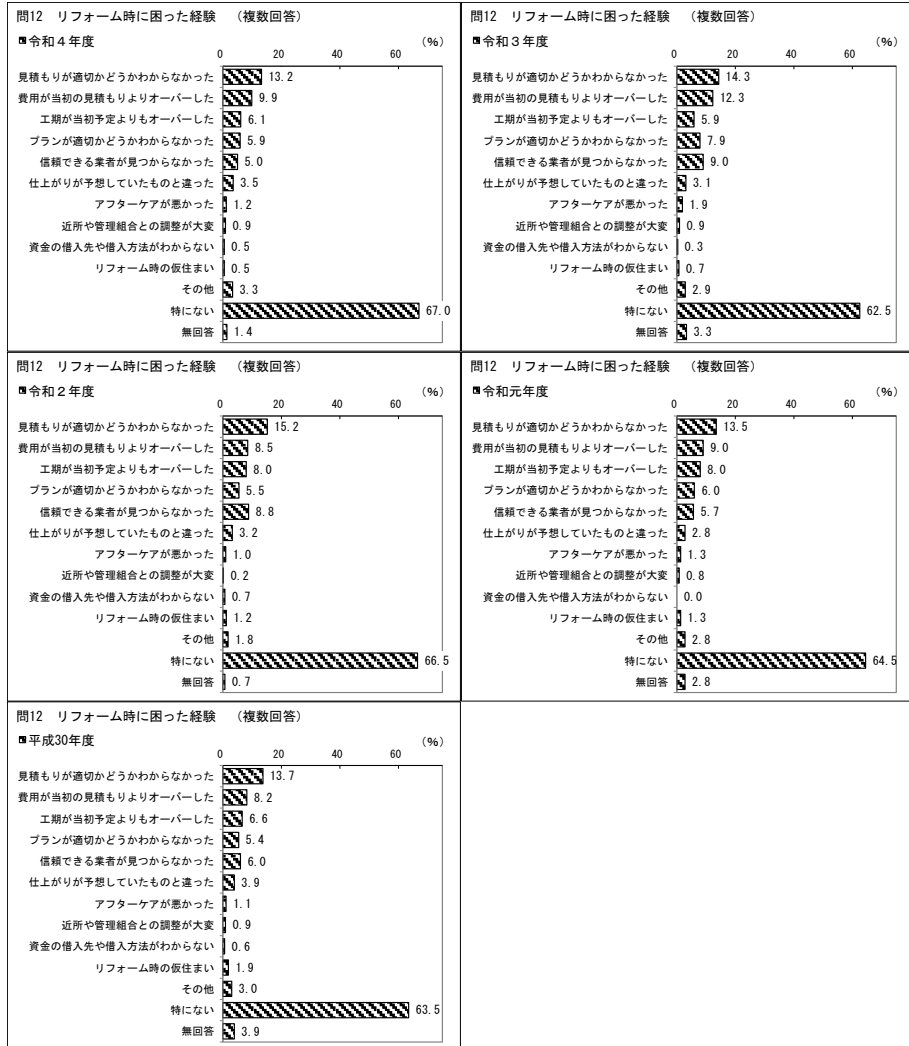 問12　リフォーム時に困った経験　（複数回答）
令和４年度
（%）
0 20 40 60
見積もりが適切かどうかわからなかった 13.2
費用が当初の見積もりよりオーバーした 9.9
工期が当初予定よりもオーバーした 6.1
プランが適切かどうかわからなかった 5.9
信頼できる業者が見つからなかった 5.0
仕上がりが予想していたものと違った 3.5
アフターケアが悪かった 1.2
近所や管理組合との調整が大変 0.9
資金の借入先や借入方法がわからない 0.5
リフォーム時の仮住まい 0.5
その他 3.3
特にない 67.0
無回答 1.4
問12　リフォーム時に困った経験　（複数回答）
令和３年度
（%）
0 20 40 60
見積もりが適切かどうかわからなかった 14.3
費用が当初の見積もりよりオーバーした 12.3
工期が当初予定よりもオーバーした 5.9
プランが適切かどうかわからなかった 7.9
信頼できる業者が見つからなかった 9.0
仕上がりが予想していたものと違った 3.1
アフターケアが悪かった 1.9
近所や管理組合との調整が大変 0.9
資金の借入先や借入方法がわからない 0.3
リフォーム時の仮住まい 0.7
その他 2.9
特にない 62.5
無回答 3.3
問12　リフォーム時に困った経験　（複数回答）
令和２年度
（%）
0 20 40 60
見積もりが適切かどうかわからなかった 15.2
費用が当初の見積もりよりオーバーした 8.5
工期が当初予定よりもオーバーした 8.0
プランが適切かどうかわからなかった 5.5
信頼できる業者が見つからなかった 8.8
仕上がりが予想していたものと違った 3.2
アフターケアが悪かった 1.0
近所や管理組合との調整が大変 0.2
資金の借入先や借入方法がわからない 0.7
リフォーム時の仮住まい 1.2
その他 1.8
特にない 66.5
無回答 0.7
問12　リフォーム時に困った経験　（複数回答）
令和元年度
（%）
0 20 40 60
見積もりが適切かどうかわからなかった 13.5
費用が当初の見積もりよりオーバーした 9.0
工期が当初予定よりもオーバーした 8.0
プランが適切かどうかわからなかった 6.0
信頼できる業者が見つからなかった 5.7
仕上がりが予想していたものと違った 2.8
アフターケアが悪かった 1.3
近所や管理組合との調整が大変 0.8
資金の借入先や借入方法がわからない 0.0
リフォーム時の仮住まい 1.3
その他 2.8
特にない 64.5
無回答 2.8
問12　リフォーム時に困った経験　（複数回答）
平成30年度
（%）
0 20 40 60
見積もりが適切かどうかわからなかった 13.7
費用が当初の見積もりよりオーバーした 8.2
工期が当初予定よりもオーバーした 6.6
プランが適切かどうかわからなかった 5.4
信頼できる業者が見つからなかった 6.0
仕上がりが予想していたものと違った 3.9
アフターケアが悪かった 1.1
近所や管理組合との調整が大変 0.9
資金の借入先や借入方法がわからない 0.6
リフォーム時の仮住まい 1.9
その他 3.0
特にない 63.5
無回答 3.9